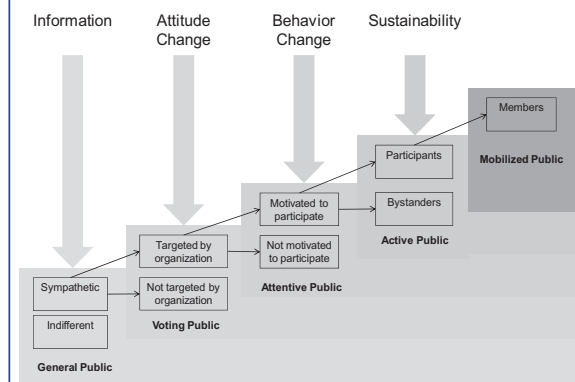 Information
Attitude
Change
Behavior
Change
Sustainability
Members
Mobilized Public
Participants
Bystanders
Active Public
Motivated to
participate
Not motivated
to participate
Attentive Public
Targeted by
organization
Not targeted by
organization
Voting Public
Sympathetic
Indifferent
General Public